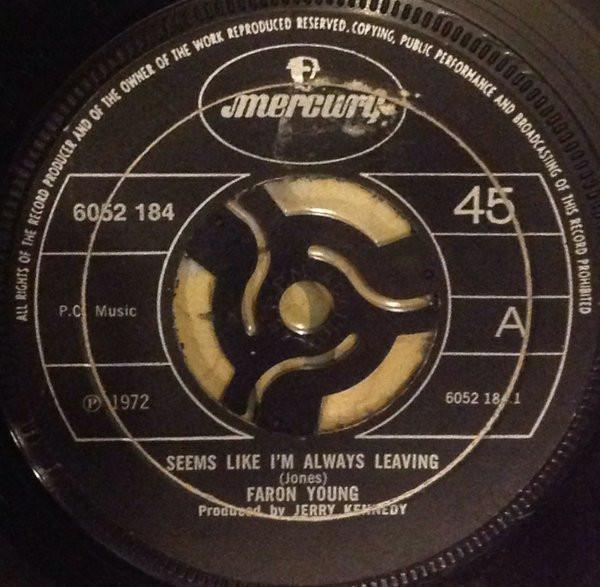 ALL RIGHTS OF THE RECORD PRODUCER AND OF THE OWNER OF THE WORK REPRODUCED RESERVED. COPYING, PUBLIC PERFORMANCE AND BROADCASTING OF THIS RECORD PROHIBITED
mercury
6052 184
45
P.C. Music
A
Ⓟ 1972
6052 184.1
SEEMS LIKE I'M ALWAYS LEAVING
(Jones)
FARON YOUNG
Produced by JERRY KENNEDY